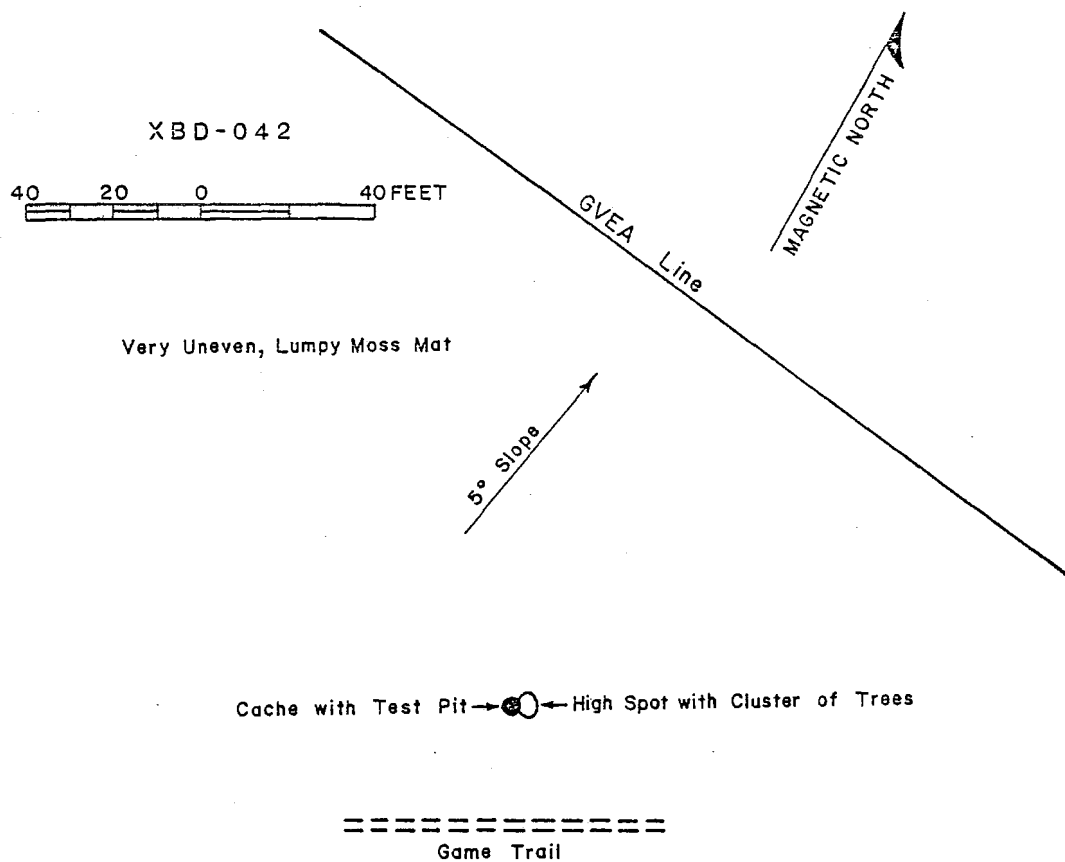 XBD-042
40 20 0 40 FEET
MAGNETIC NORTH
GVEA Line
Very Uneven, Lumpy Moss Mat
5° Slope
Cache with Test Pit
High Spot with Cluster of Trees
Game Trail